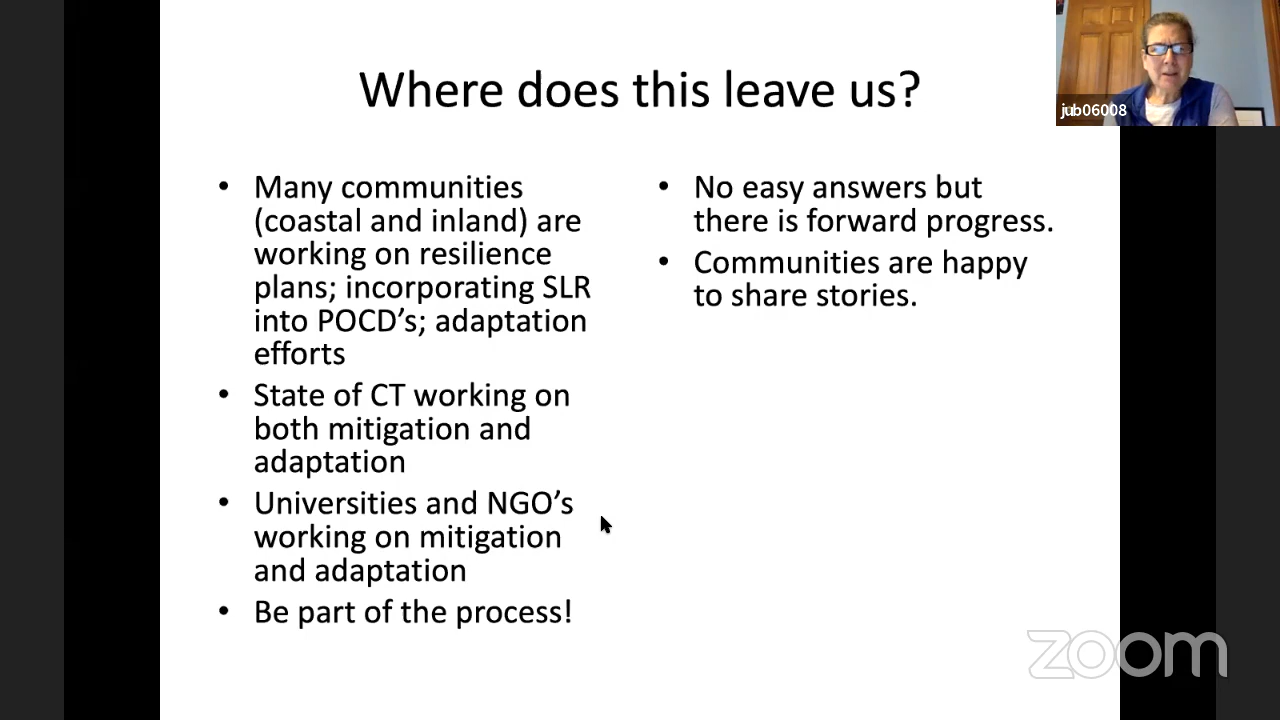 Where does this leave us?
• Many communities
(coastal and inland) are
working on resilience
plans; incorporating SLR
into POCD’s; adaptation
efforts
• State of CT working on
both mitigation and
adaptation
• Universities and NGO’s
working on mitigation
and adaptation
• Be part of the process!
• No easy answers but
there is forward progress.
• Communities are happy
to share stories.
jub06008
zoom